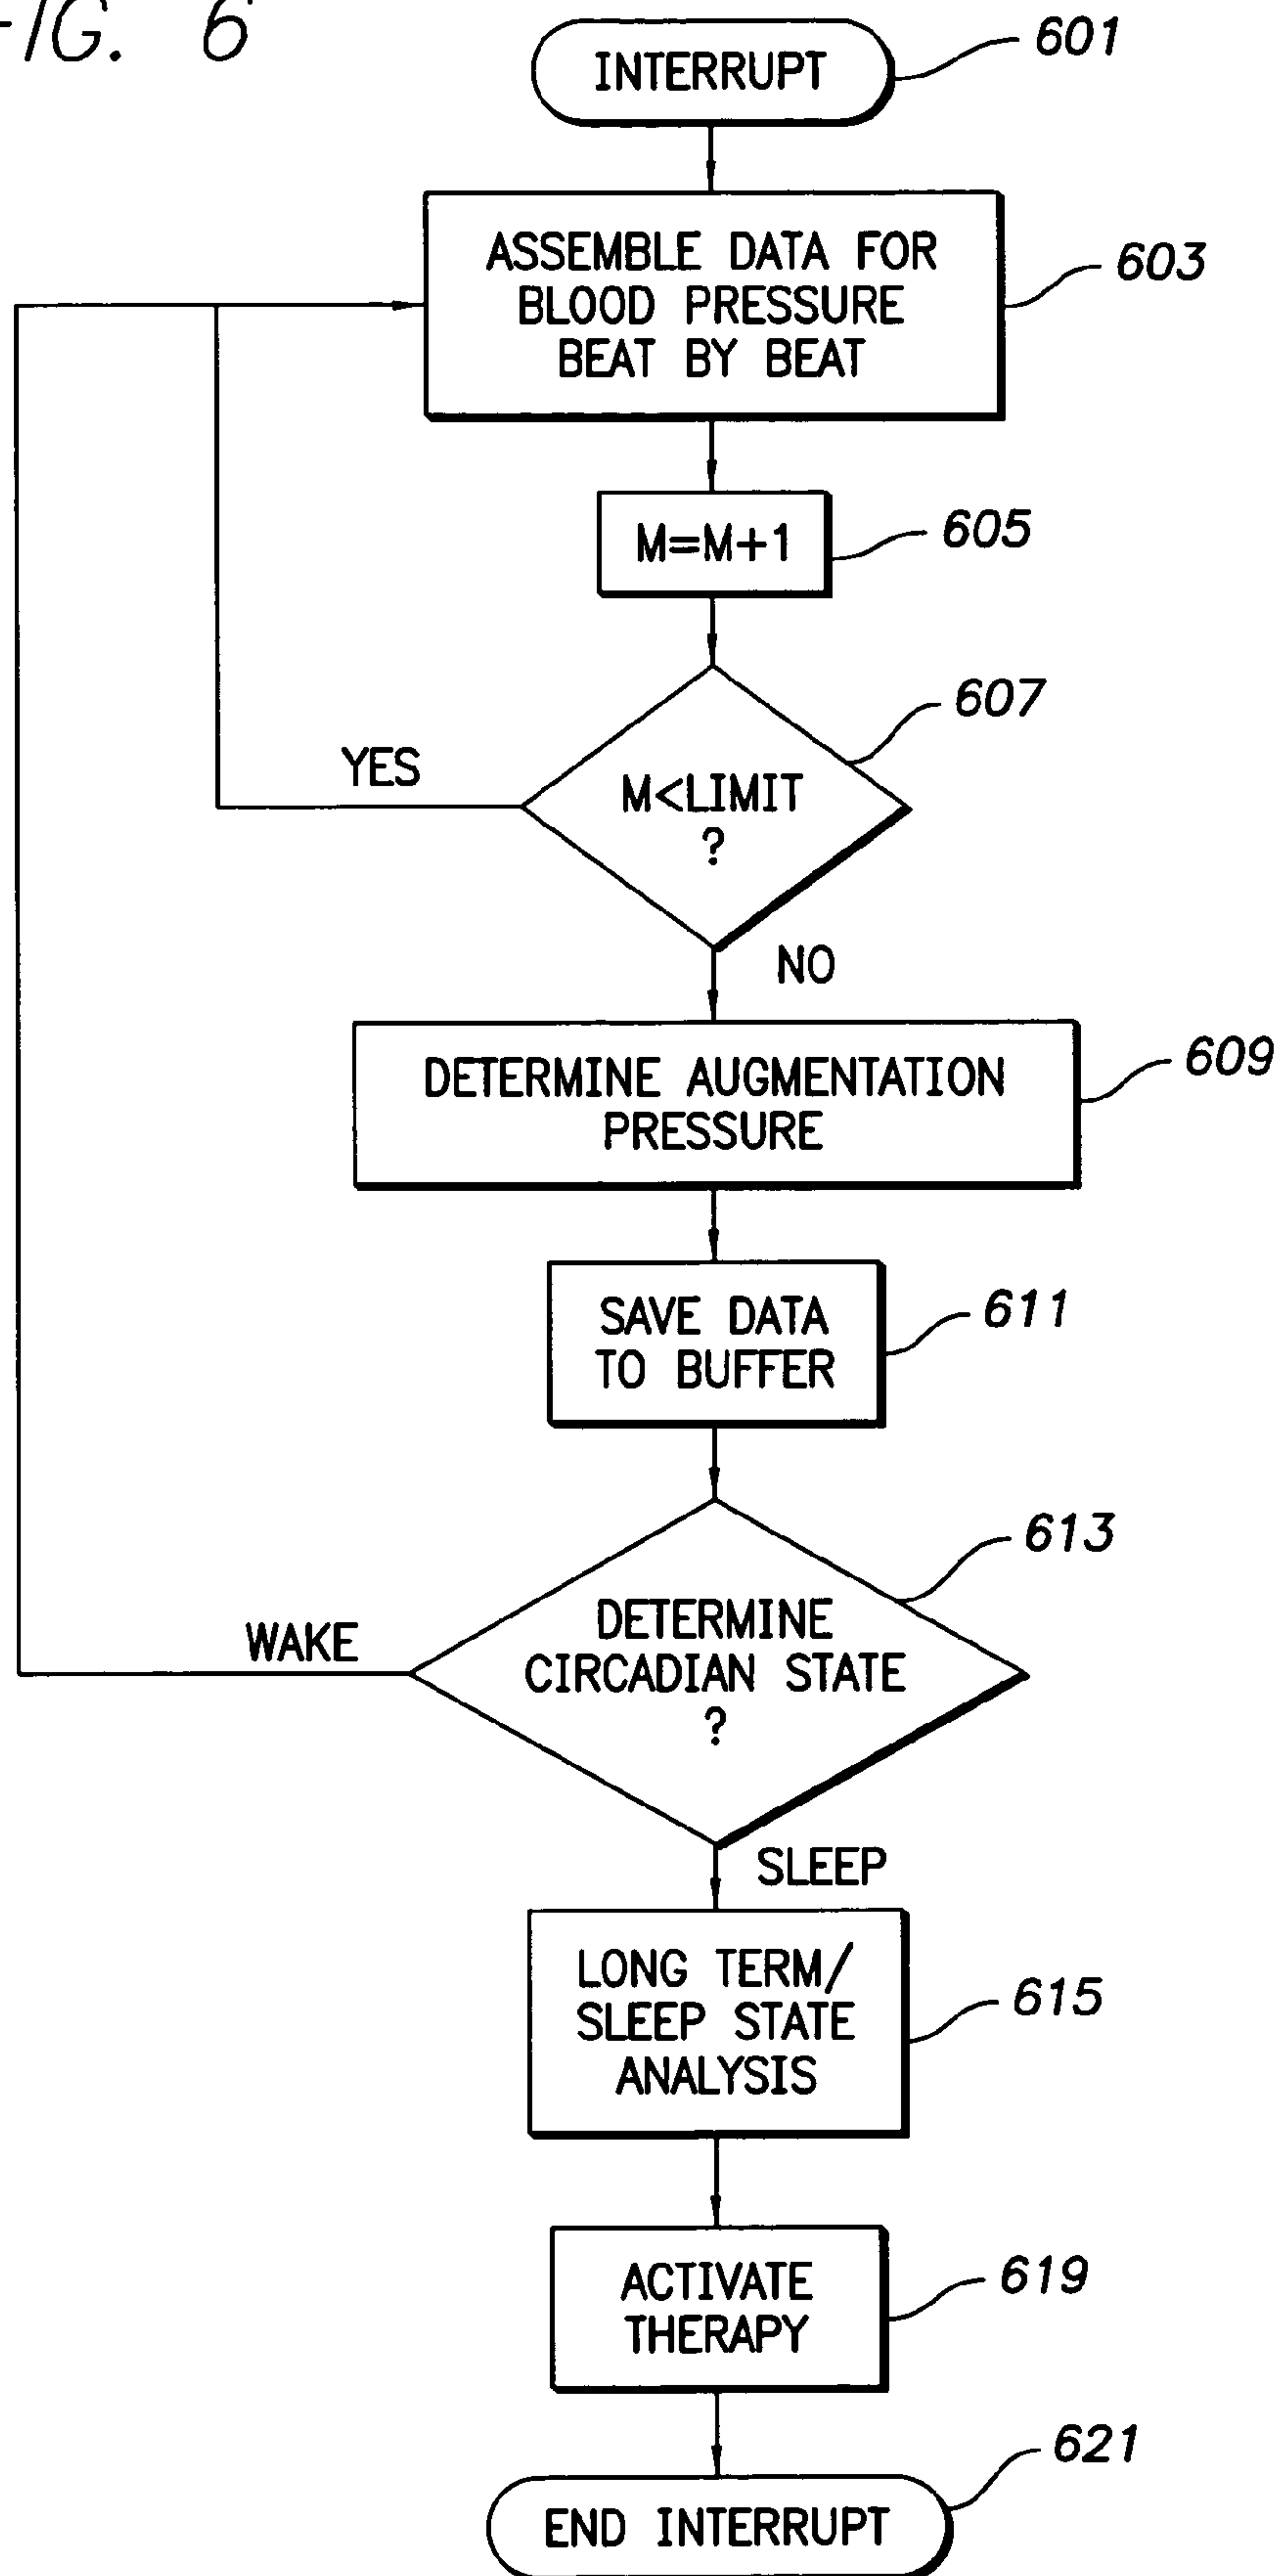 FIG. 6
INTERRUPT
601
ASSEMBLE DATA FOR
BLOOD PRESSURE
BEAT BY BEAT
603
M=M+1
605
607
M<LIMIT
?
YES
NO
DETERMINE AUGMENTATION
PRESSURE
609
SAVE DATA
TO BUFFER
611
613
DETERMINE
CIRCADIAN STATE
?
WAKE
SLEEP
LONG TERM/
SLEEP STATE
ANALYSIS
615
ACTIVATE
THERAPY
619
621
END INTERRUPT